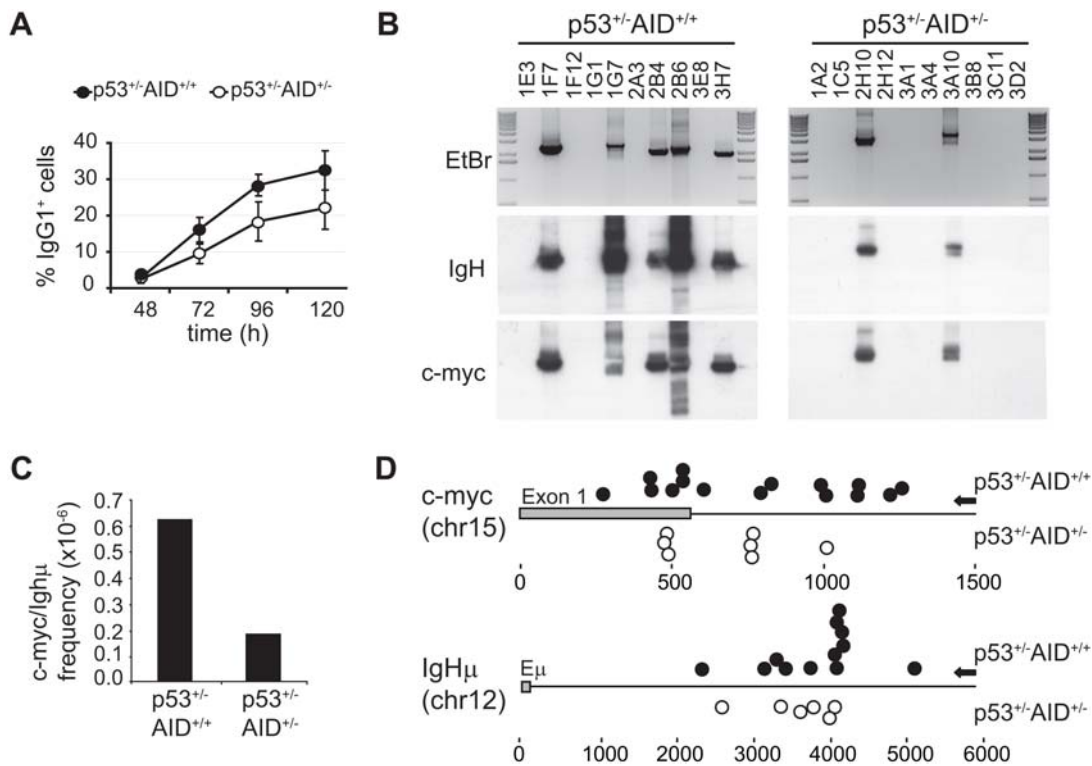 A
p53+/-AID+/+ p53+/-AID+/-
% IgG1+ cells
40
30
20
10
0
48 72 96 120
time (h)
B
p53+/-AID+/+ p53+/-AID+/-
1E3 1F7 1F12 1G1 1G7 2A3 2B4 2B6 3E8 3H7 1A2 1C5 2H10 2H12 3A1 3A4 3A10 3B8 3C11 3D2
EtBr
IgH
c-myc
C
c-myc/Ighμ
frequency (x10-6)
0.7
0.6
0.5
0.4
0.3
0.2
0.1
0.0
p53+/- p53+/-
AID+/+ AID+/-
D
c-myc
(chr15)
Exon 1
p53+/-AID+/+
p53+/-AID+/-
0 500 1000 1500
IgHμ
(chr12)
Eμ
p53+/-AID+/+
p53+/-AID+/-
0 1000 2000 3000 4000 5000 6000